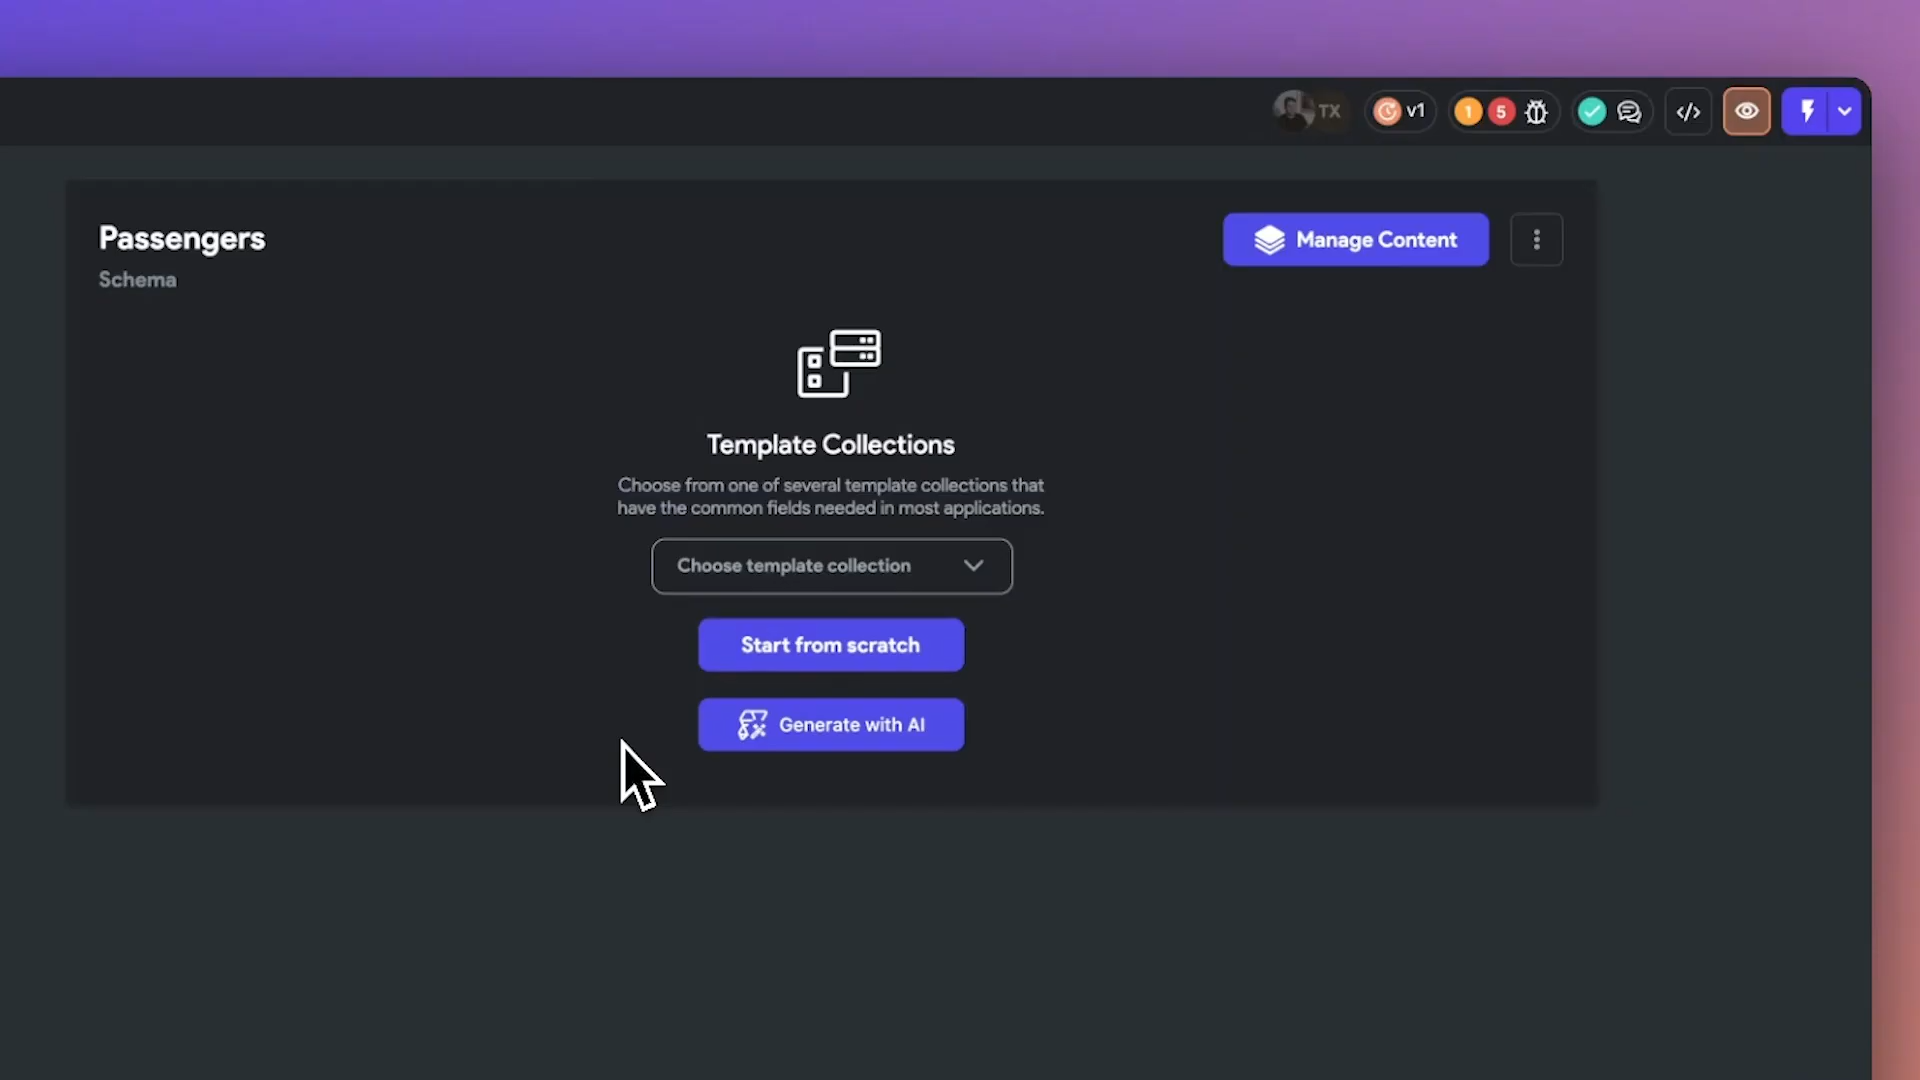 TX
v1
1
5
Passengers
Manage Content
Schema
Template Collections
Choose from one of several template collections that
have the common fields needed in most applications.
Choose template collection
Start from scratch
Generate with AI